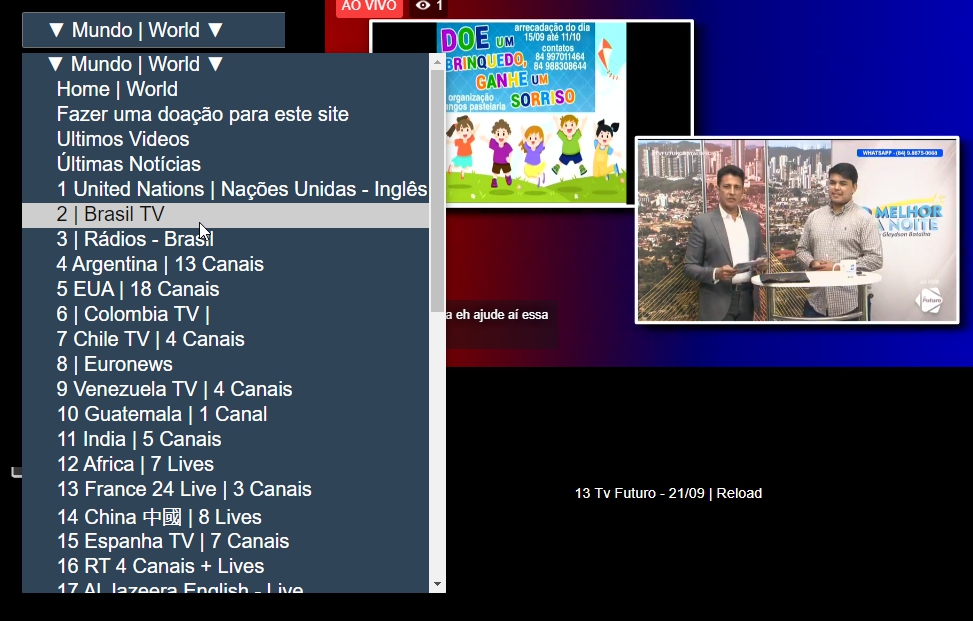 ▼ Mundo | World ▼
▼ Mundo | World ▼
Home | World
Fazer uma doação para este site
Ultimos Videos
Últimas Notícias
1 United Nations | Nações Unidas - Inglês
2 | Brasil TV
3 | Rádios - Brasil
4 Argentina | 13 Canais
5 EUA | 18 Canais
6 | Colombia TV |
7 Chile TV | 4 Canais
8 | Euronews
9 Venezuela TV | 4 Canais
10 Guatemala | 1 Canal
11 India | 5 Canais
12 Africa | 7 Lives
13 France 24 Live | 3 Canais
14 China 中國 | 8 Lives
15 Espanha TV | 7 Canais
16 RT 4 Canais + Lives
17 Al Jazeera English - Live
AO VIVO
1
DOE UM
BRINQUEDO,
GANHE UM
SORRISO
arrecadação do dia
15/09 até 11/10
contatos
84 997011464
84 988308644
organização
ngos pastelaria
WHATSAPP - (84) 9.8875-0068
MELHOR
A NOITE
Gleydson Batalha
Futuro
a eh ajude aí essa
13 Tv Futuro - 21/09 | Reload